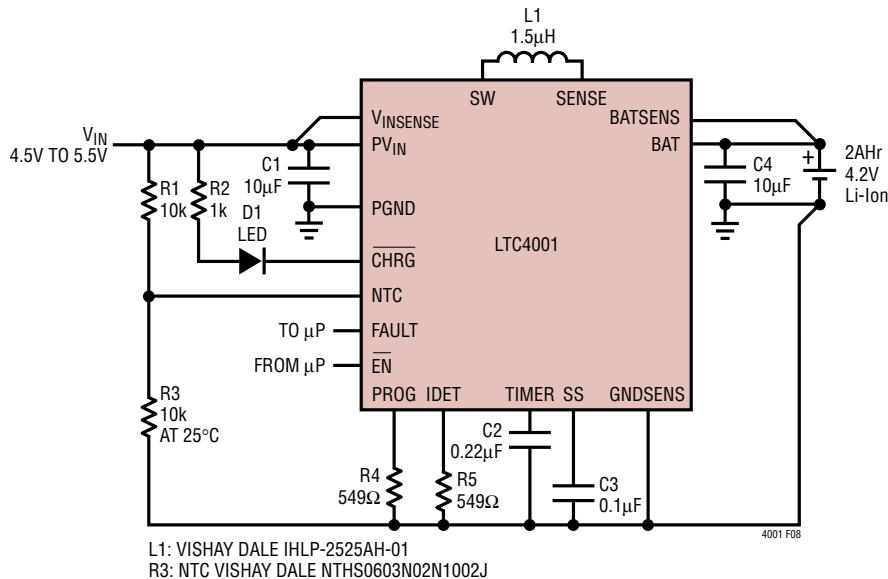 L1
1.5μH
SW
SENSE
VINSENSE
BATSENS
VIN
4.5V TO 5.5V
PVIN
BAT
R1
10k
R2
1k
C1
10μF
C4
10μF
+
2AHr
4.2V
Li-Ion
D1
LED
PGND
LTC4001
CHRG
NTC
TO μP
FAULT
FROM μP
EN
PROG
IDET
TIMER
SS
GNDSENS
R3
10k
AT 25°C
C2
0.22μF
R4
549Ω
R5
549Ω
C3
0.1μF
4001 F08
L1: VISHAY DALE IHLP-2525AH-01
R3: NTC VISHAY DALE NTHS0603N02N1002J